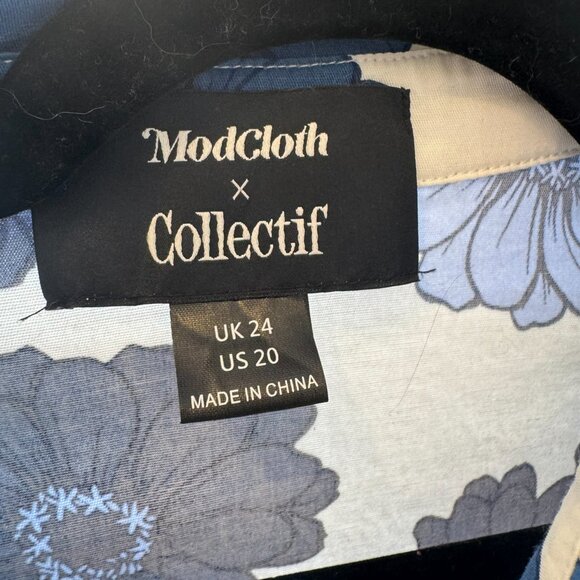 ModCloth
×
Collectif
UK 24
US 20
MADE IN CHINA